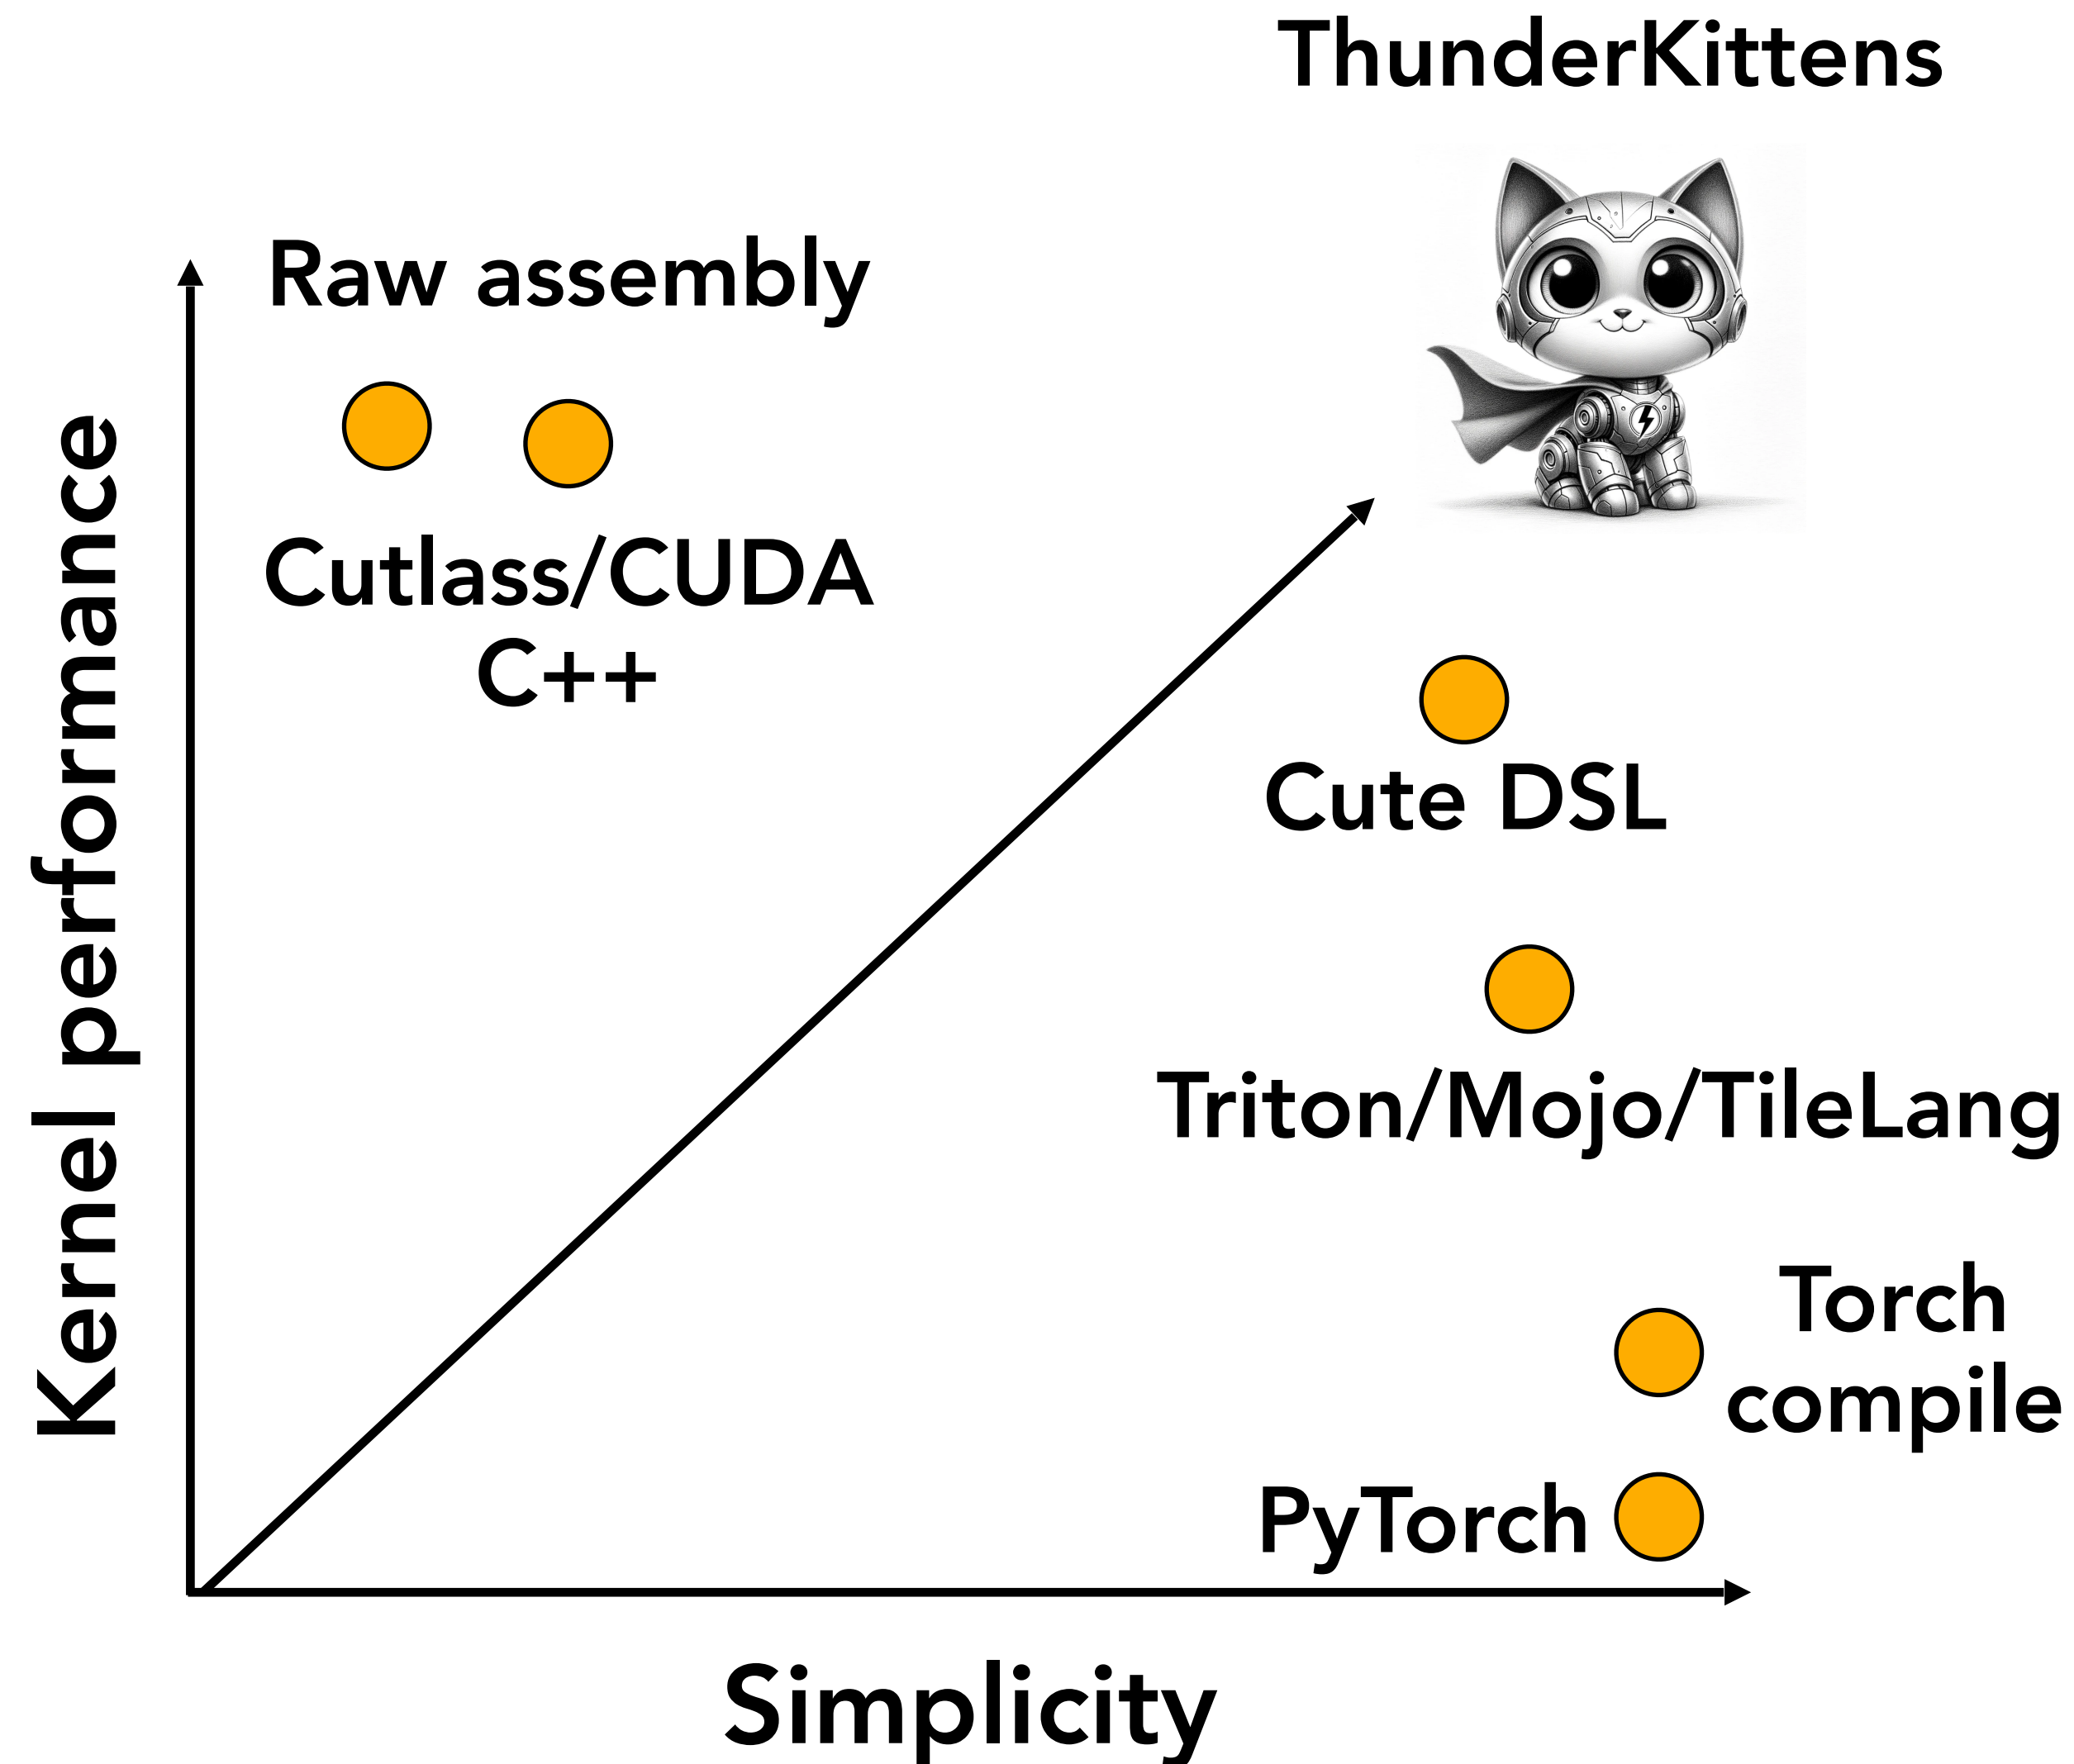 ThunderKittens
Raw assembly
Cutlass/CUDA
C++
Kernel performance
Cute DSL
Triton/Mojo/TileLang
Torch
compile
PyTorch
Simplicity